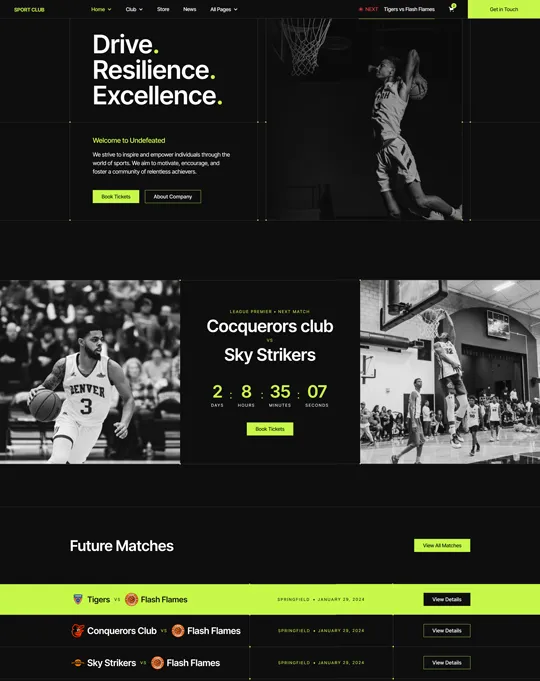 SPORT CLUB
Home
Club
Store
News
All Pages
NEXT
Tigers vs Flash Flames
Get in Touch
Drive.
Resilience.
Excellence.
Welcome to Undefeated
We strive to inspire and empower individuals through the
world of sports. We aim to motivate, encourage, and
foster a community of relentless achievers.
Book Tickets
About Company
DENVER
3
LEAGUE PREMIER • NEXT MATCH
Cocquerors club
VS
Sky Strikers
2 : 8 : 35 : 07
DAYS HOURS MINUTES SECONDS
Book Tickets
Future Matches
View All Matches
Tigers VS Flash Flames
SPRINGFIELD • JANUARY 29, 2024
View Details
Conquerors Club VS Flash Flames
SPRINGFIELD • JANUARY 29, 2024
View Details
Sky Strikers VS Flash Flames
SPRINGFIELD • JANUARY 29, 2024
View Details